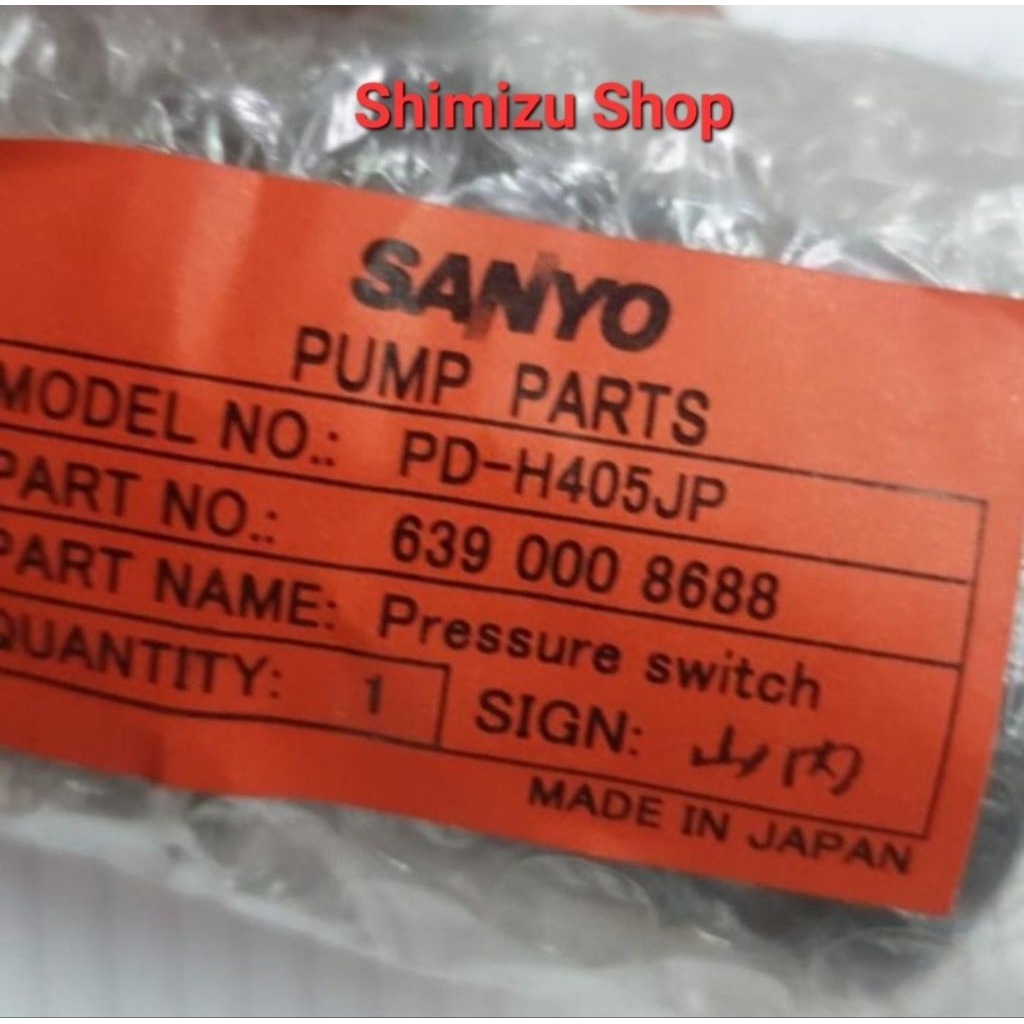 Shimizu Shop
SANYO
PUMP PARTS
MODEL NO.: PD-H405JP
PART NO.: 639 000 8688
PART NAME: Pressure switch
QUANTITY: 1 SIGN: 山内
MADE IN JAPAN